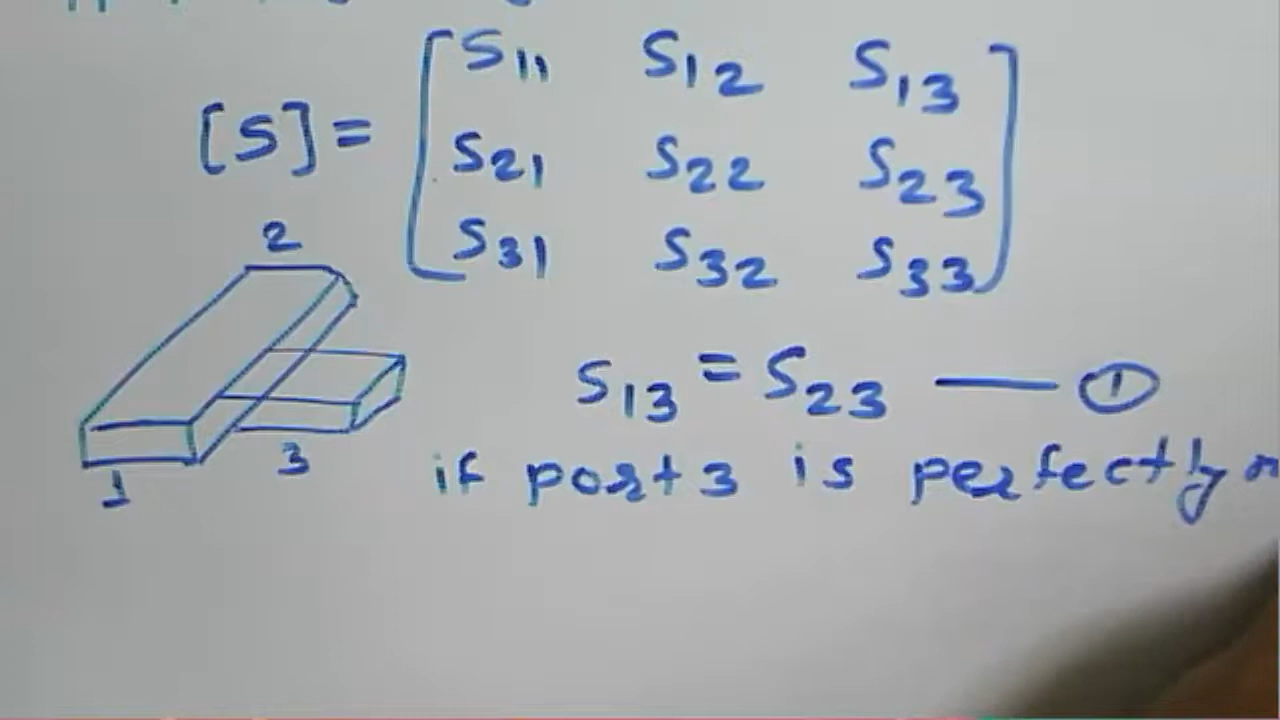 [S] = [ S11 S12 S13
S21 S22 S23
S31 S32 S33 ]
2
1
3
S13 = S23 — ①
if port 3 is perfectly